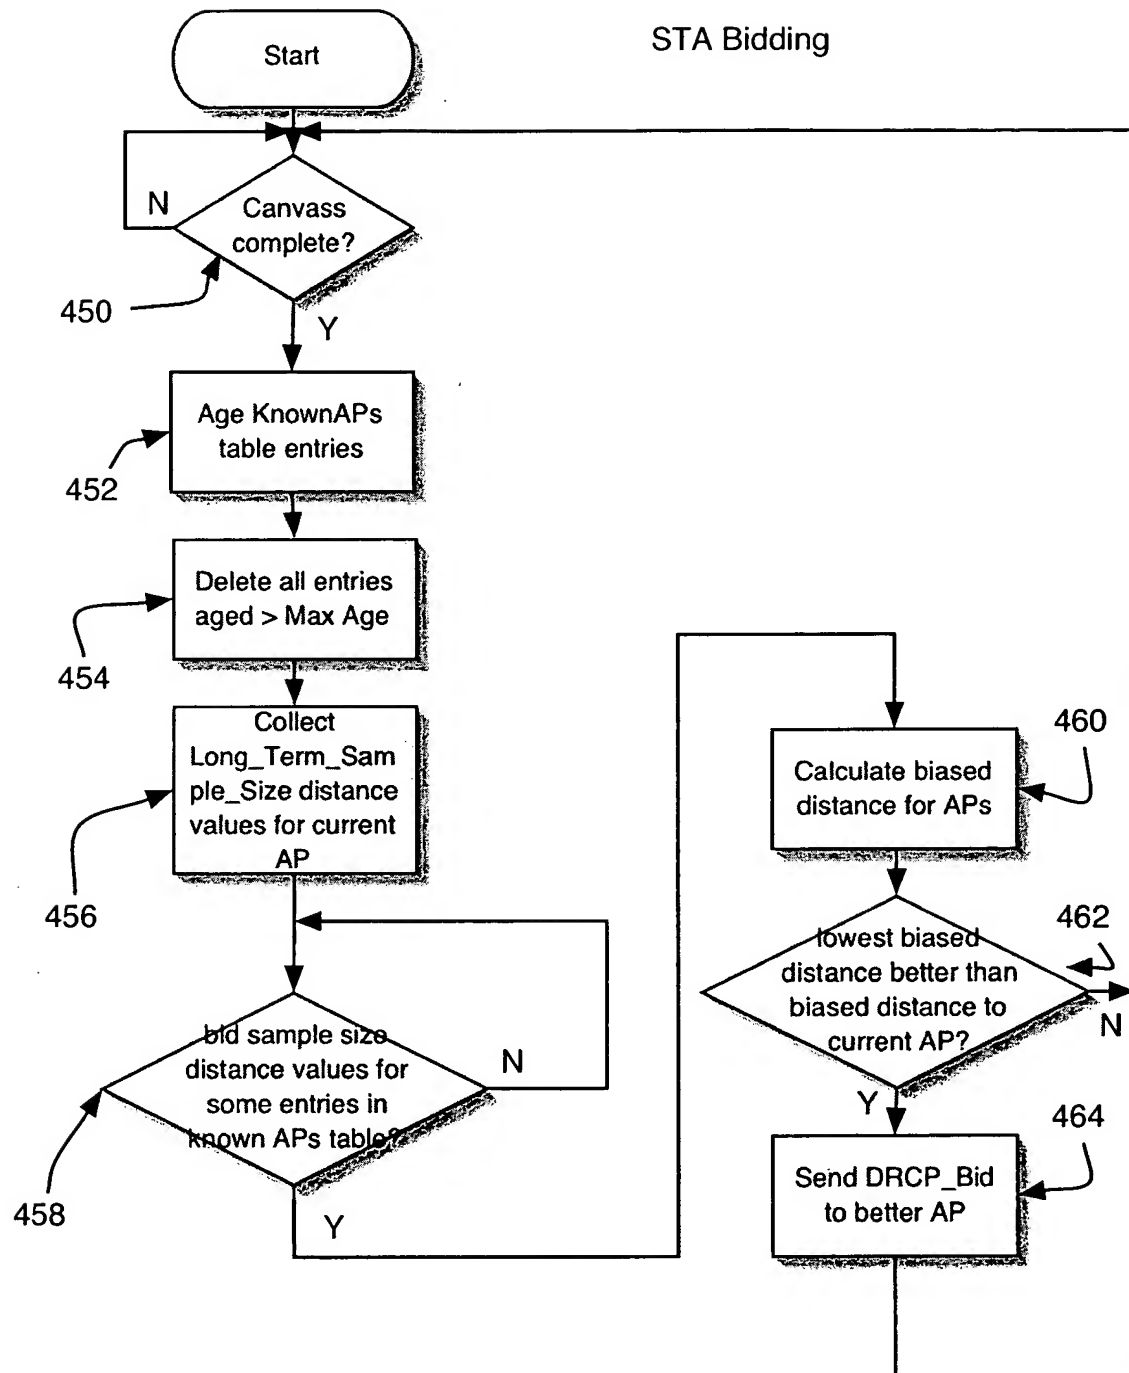 STA Bidding
Start
N
Canvass
complete?
450
Y
Age KnownAPs
table entries
452
Delete all entries
aged > Max Age
454
Collect
Long_Term_Sam
ple_Size distance
values for current
AP
456
bid sample size
distance values for
some entries in
known APs table?
N
458
Y
460
Calculate biased
distance for APs
462
lowest biased
distance better than
biased distance to
current AP?
N
Y
464
Send DRCP_Bid
to better AP